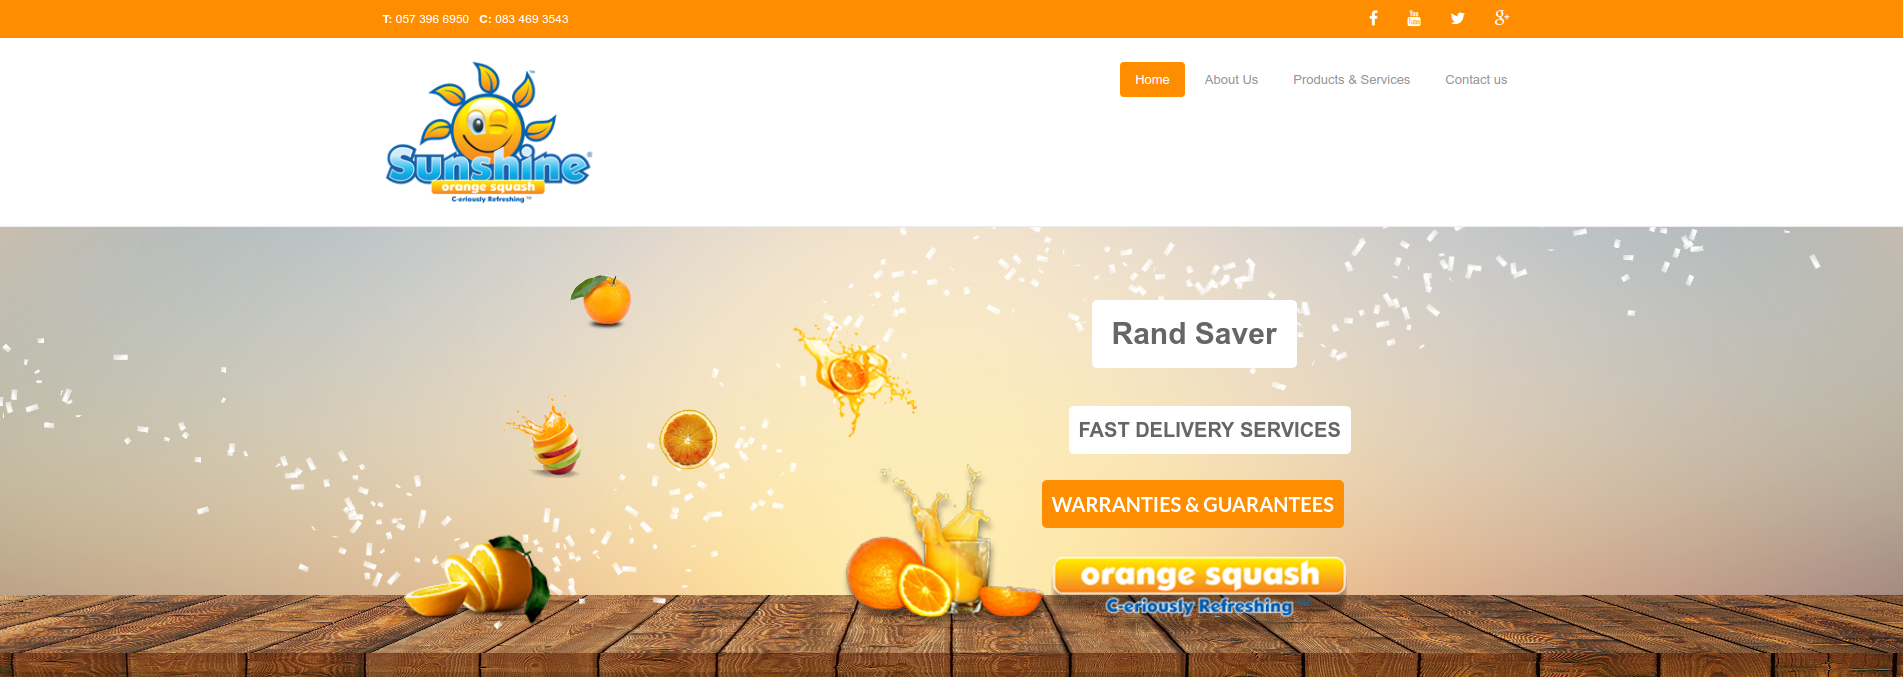 T: 057 396 6950 C: 083 469 3543
Home About Us Products & Services Contact us
Sunshine®
orange squash
C-eriously Refreshing™
Rand Saver
FAST DELIVERY SERVICES
WARRANTIES & GUARANTEES
orange squash
C-eriously Refreshing™